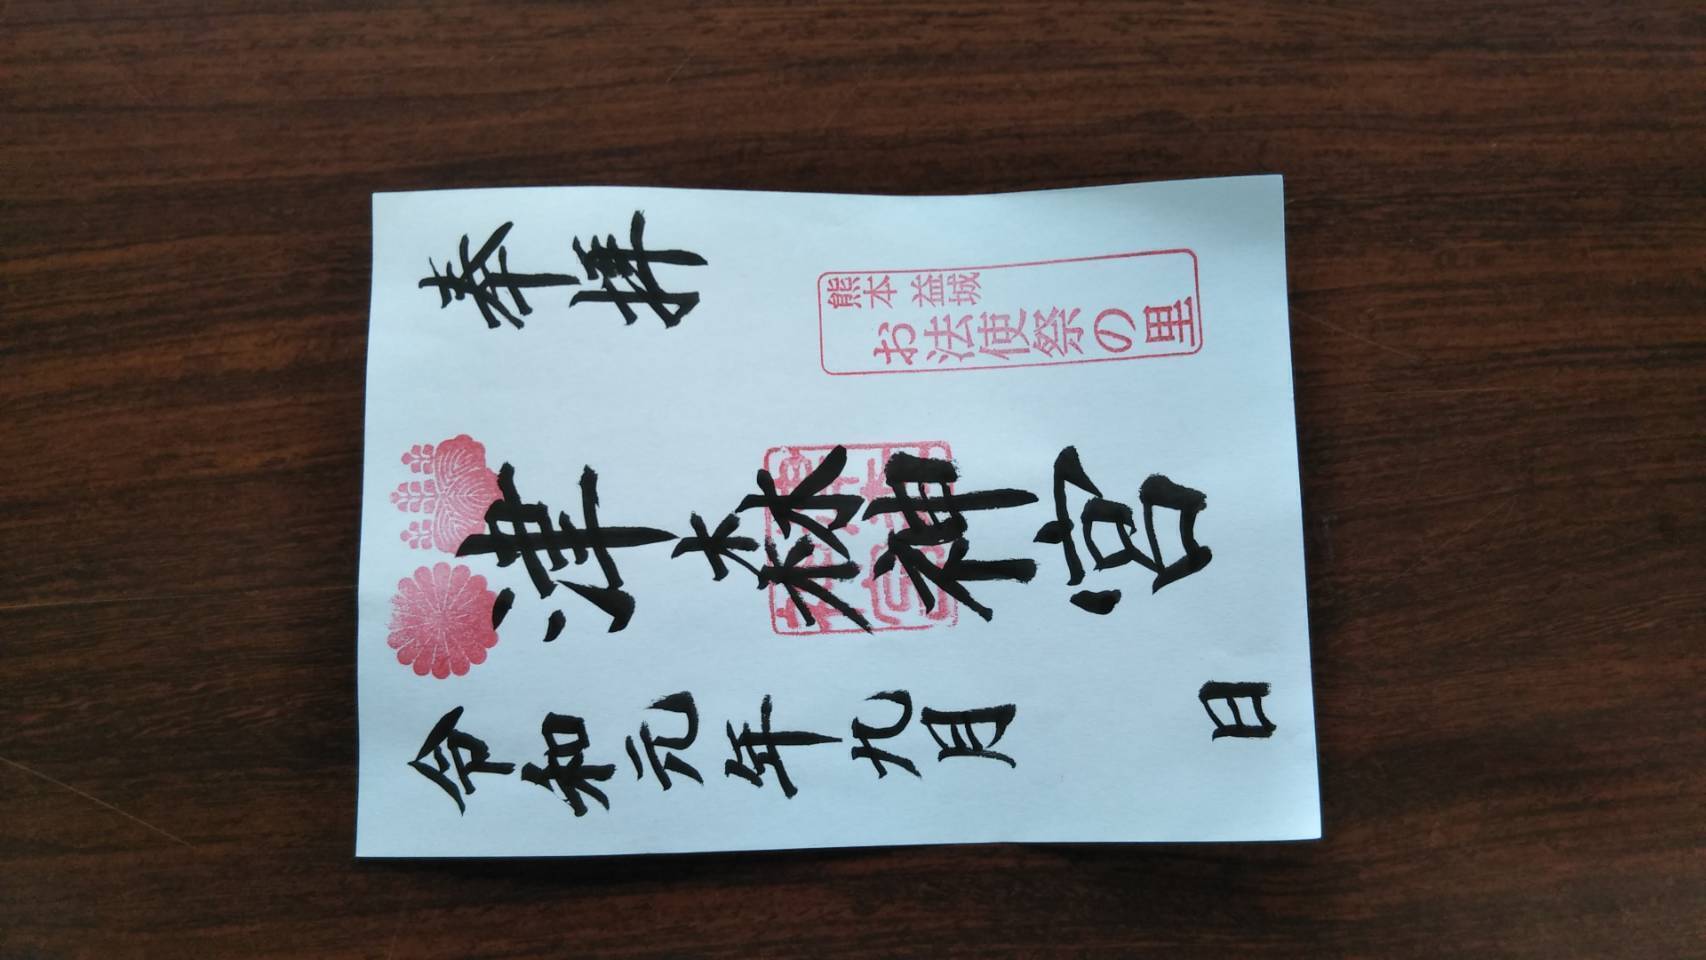 奉拝
熊本益城
お法使祭の里
津森神宮
令和元年九月 日